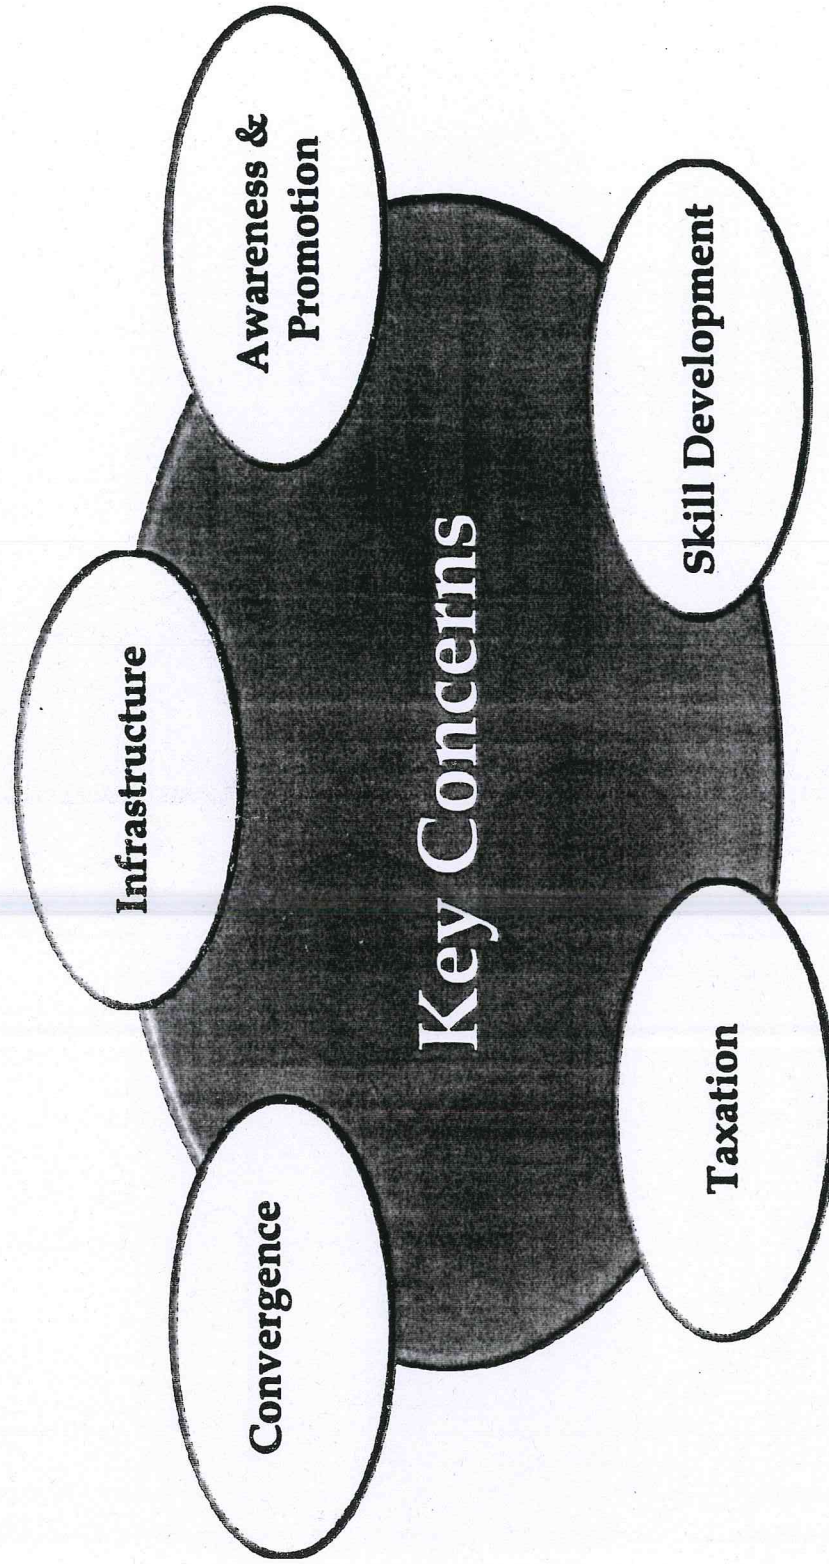 Infrastructure
Convergence
Awareness &
Promotion
Key Concerns
Taxation
Skill Development